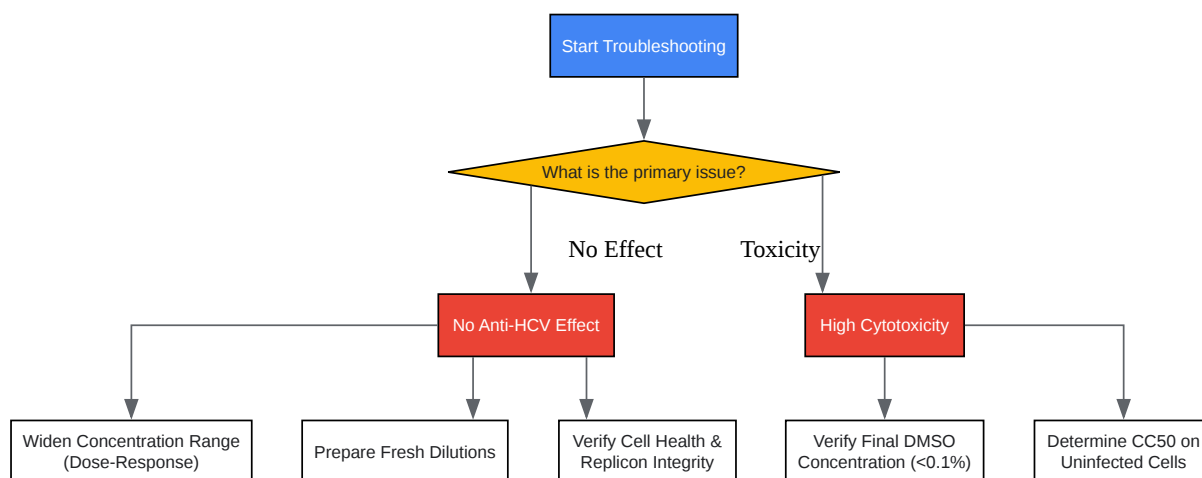 Start Troubleshooting
What is the primary issue?
No Effect
Toxicity
No Anti-HCV Effect
High Cytotoxicity
Widen Concentration Range
(Dose-Response)
Prepare Fresh Dilutions
Verify Cell Health &
Replicon Integrity
Verify Final DMSO
Concentration (<0.1%)
Determine CC50 on
Uninfected Cells